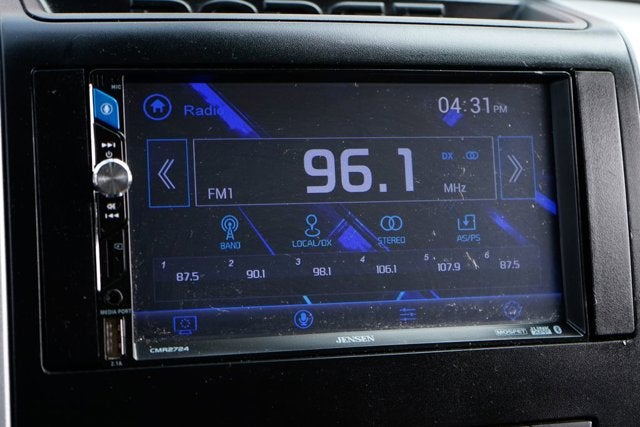 MIC
Radio
04:31 PM
96.1
DX
FM1
MHz
BAND
LOCAL/DX
STEREO
AS/PS
1 87.5
2 90.1
3 98.1
4 106.1
5 107.9
6 87.5
MEDIA PORT
2.1A
CMR2724
JENSEN
MOSFET